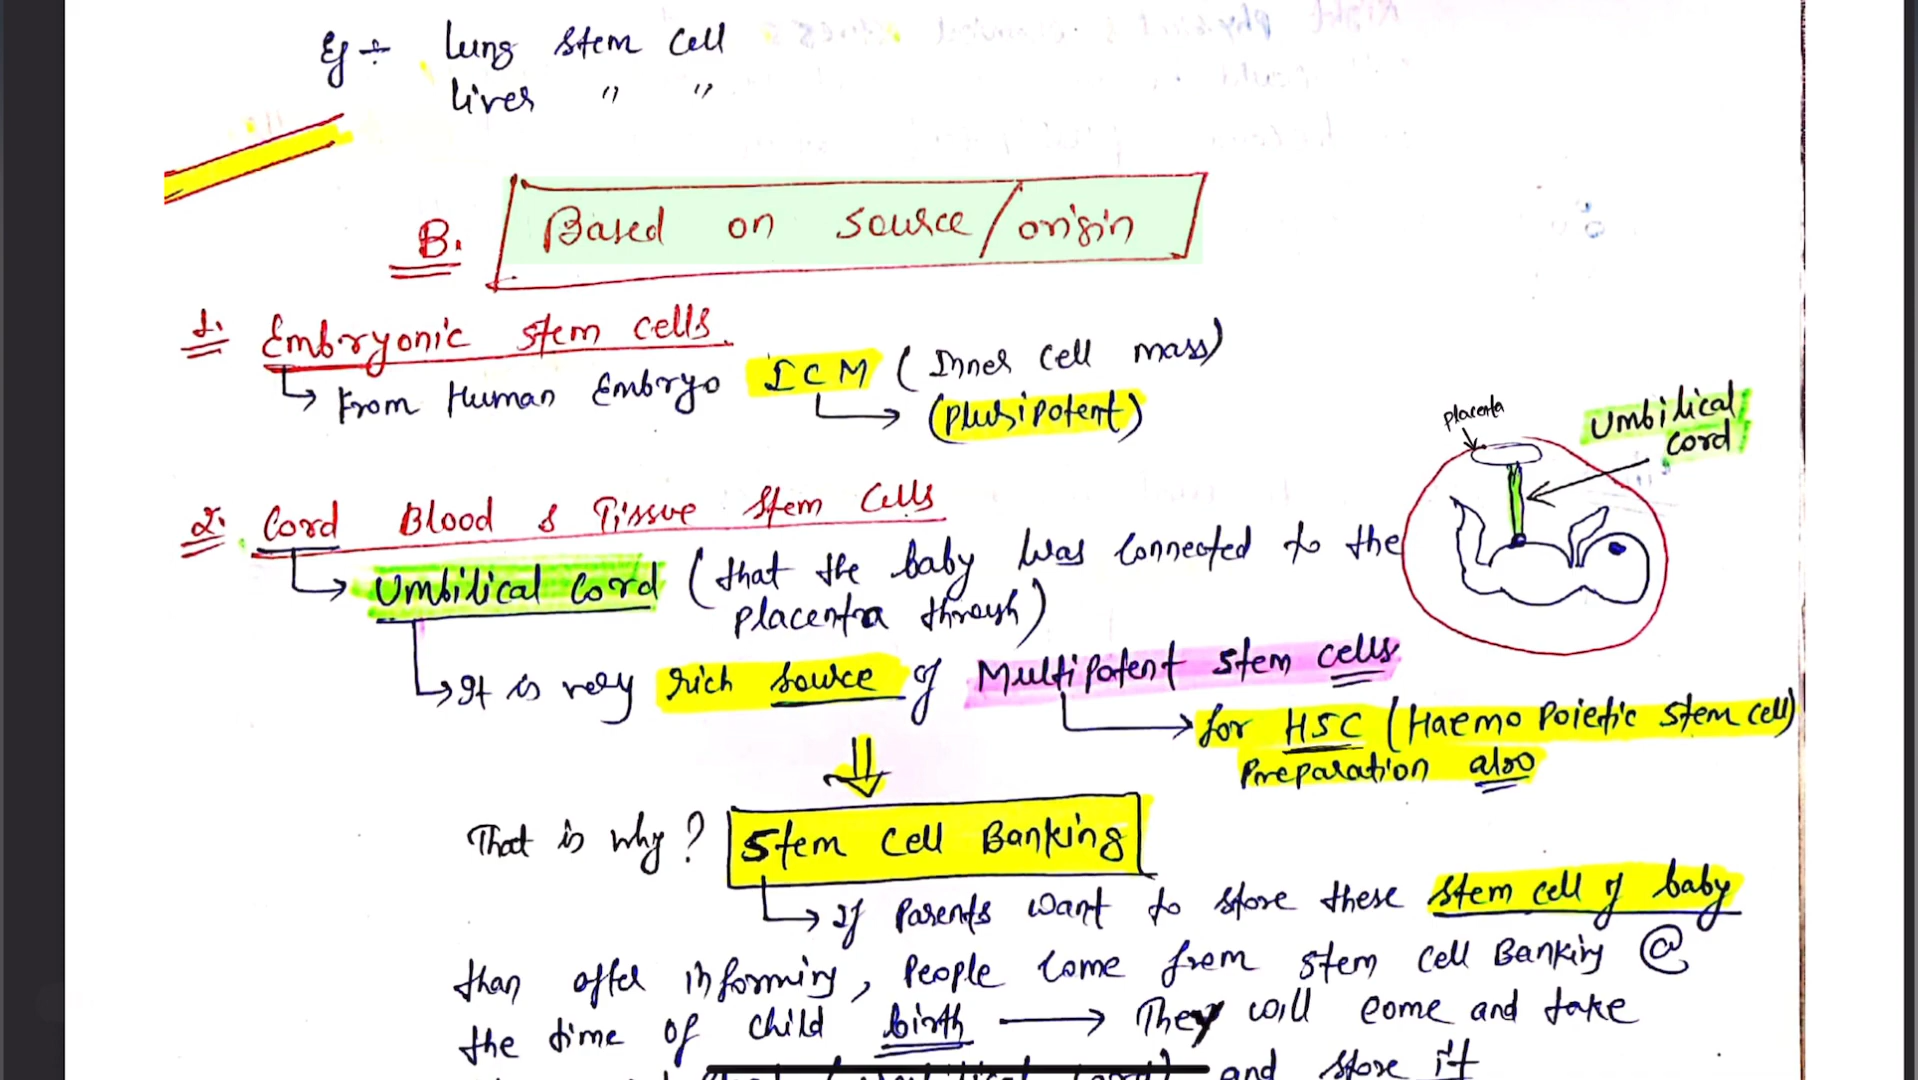 Eg ÷ lung stem cell
liver " "
B. Based on source/origin
1. Embryonic stem cells
↳ From Human Embryo ICM (Inner cell mass)
↳ (Pluripotent)
placenta
Umbilical
cord
2. Cord Blood & Tissue Stem Cells
↳ Umbilical Cord (that the baby was connected to the
placenta through)
↳ It is very rich source of Multipotent stem cells
→ for HSC (Haemo Poietic stem cell)
Preparation also
That is why? Stem cell Banking
↳ If Parents want to store these stem cell of baby
than after informing, People come from stem cell Banking @
the time of child birth → They will come and take
and store it